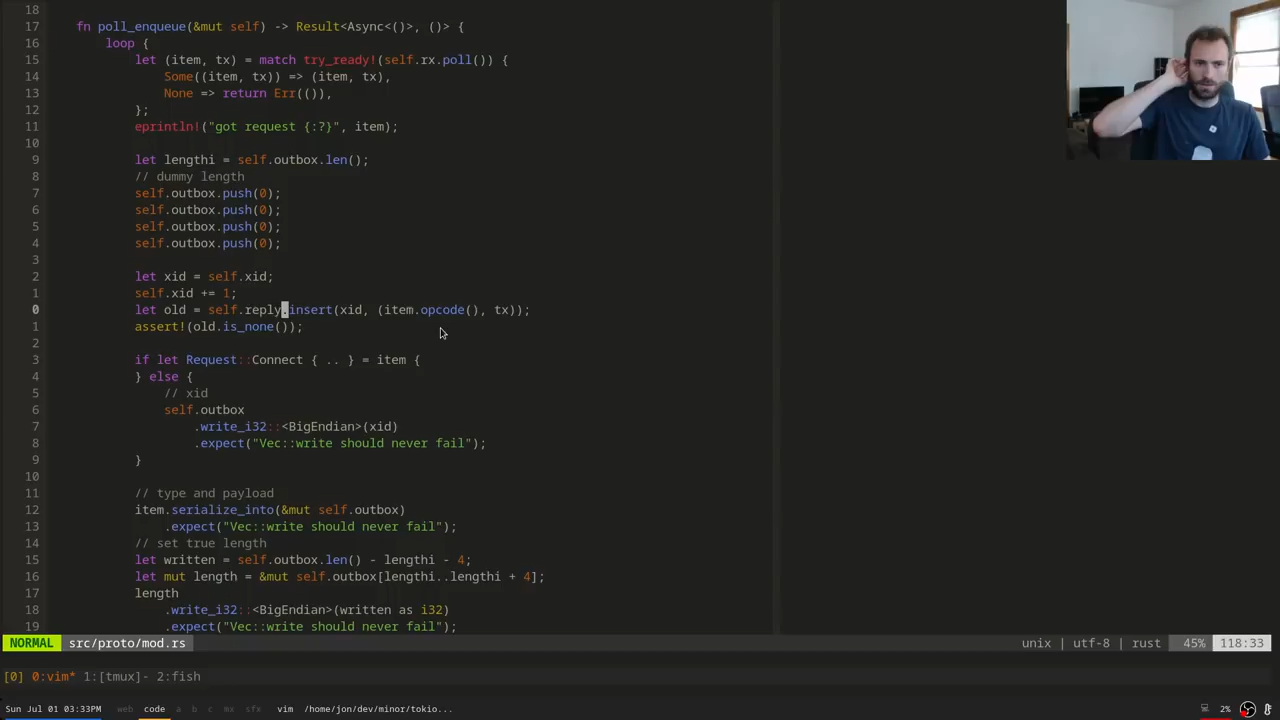 18
17 fn poll_enqueue(&mut self) -> Result<Async<()>, ()> {
16 loop {
15 let (item, tx) = match try_ready!(self.rx.poll()) {
14 Some((item, tx)) => (item, tx),
13 None => return Err(()),
12 };
11 eprintln!("got request {:?}", item);
10
9 let lengthi = self.outbox.len();
8 // dummy length
7 self.outbox.push(0);
6 self.outbox.push(0);
5 self.outbox.push(0);
4 self.outbox.push(0);
3
2 let xid = self.xid;
1 self.xid += 1;
0 let old = self.reply.insert(xid, (item.opcode(), tx));
1 assert!(old.is_none());
2
3 if let Request::Connect { .. } = item {
4 } else {
5 // xid
6 self.outbox
7 .write_i32::<BigEndian>(xid)
8 .expect("Vec::write should never fail");
9 }
10
11 // type and payload
12 item.serialize_into(&mut self.outbox)
13 .expect("Vec::write should never fail");
14 // set true length
15 let written = self.outbox.len() - lengthi - 4;
16 let mut length = &mut self.outbox[lengthi..lengthi + 4];
17 length
18 .write_i32::<BigEndian>(written as i32)
19 .expect("Vec::write should never fail");
NORMAL src/proto/mod.rs unix | utf-8 | rust 45% 118:33
[0] 0:vim* 1:[tmux]- 2:fish
Sun Jul 01 03:33PM web code a b c mx sfx vim /home/jon/dev/minor/tokio... 2%